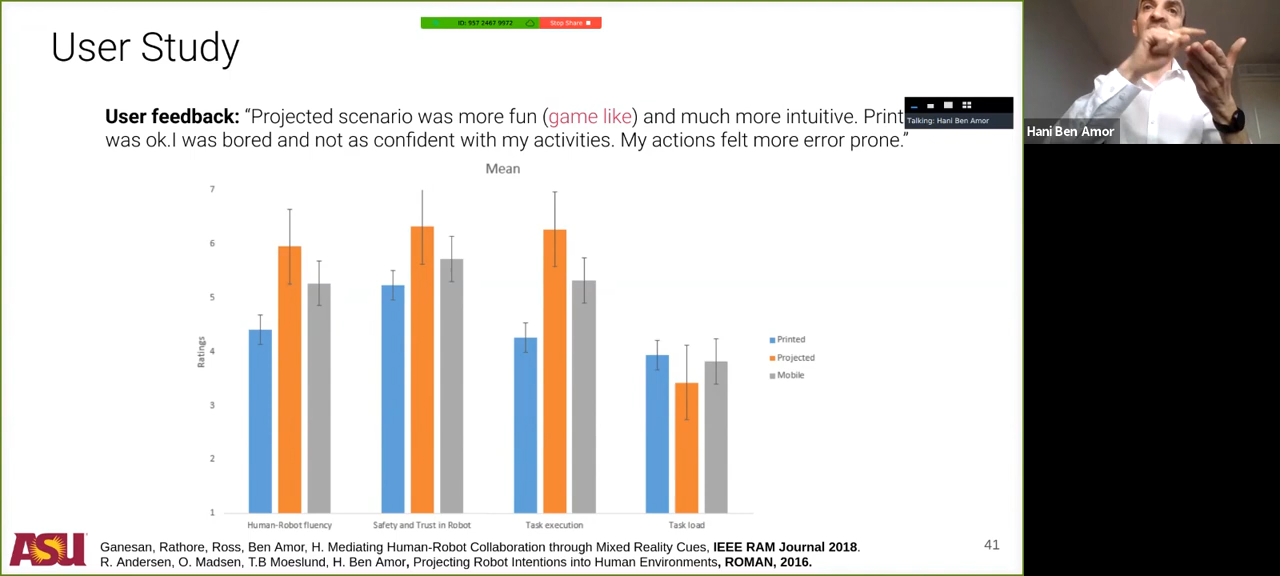 ID: 957 2467 9972
Stop Share
User Study
User feedback: “Projected scenario was more fun (game like) and much more intuitive. Print
was ok.I was bored and not as confident with my activities. My actions felt more error prone.”
Talking: Hani Ben Amor
Hani Ben Amor
Mean
7
6
5
4
3
2
1
Ratings
Printed
Projected
Mobile
Human-Robot fluency
Safety and Trust in Robot
Task execution
Task load
ASU
Ganesan, Rathore, Ross, Ben Amor, H. Mediating Human-Robot Collaboration through Mixed Reality Cues, IEEE RAM Journal 2018.
R. Andersen, O. Madsen, T.B Moeslund, H. Ben Amor, Projecting Robot Intentions into Human Environments, ROMAN, 2016.
41